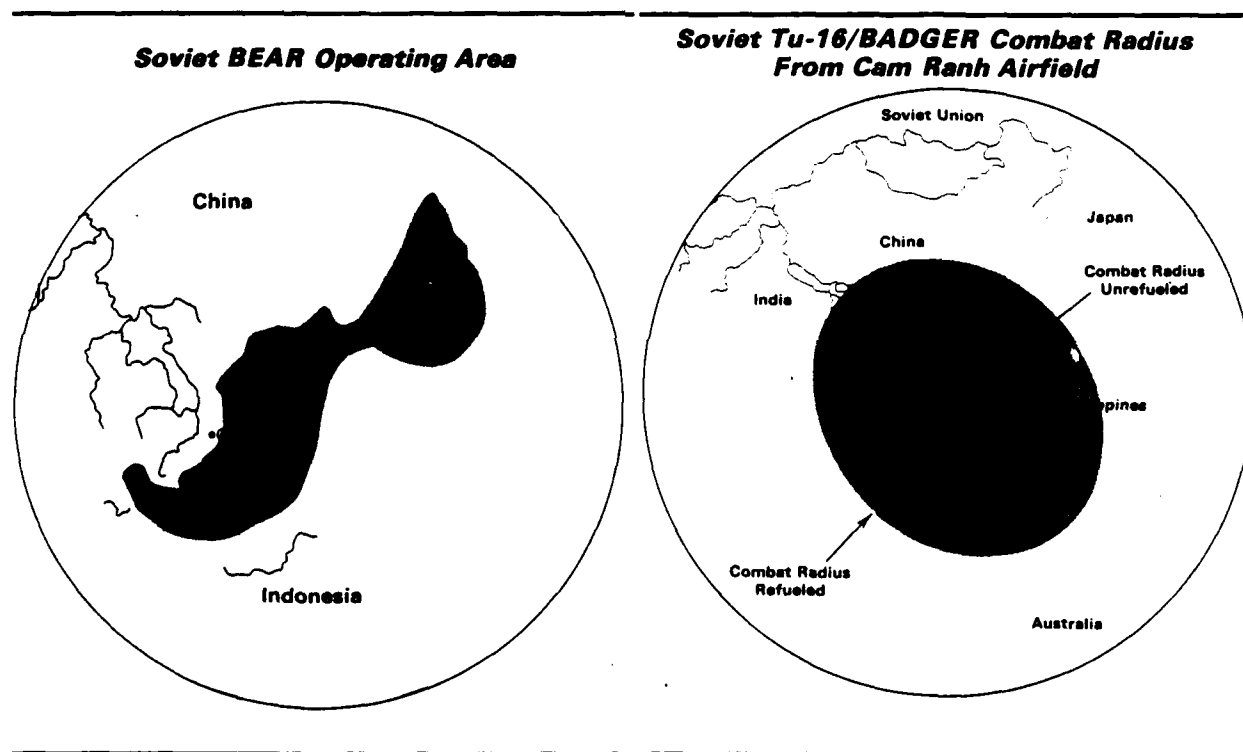 Soviet BEAR Operating Area
China
Indonesia
Soviet Tu-16/BADGER Combat Radius
From Cam Ranh Airfield
Soviet Union
Japan
China
Combat Radius
Unrefueled
India
Combat Radius
Refueled
Australia